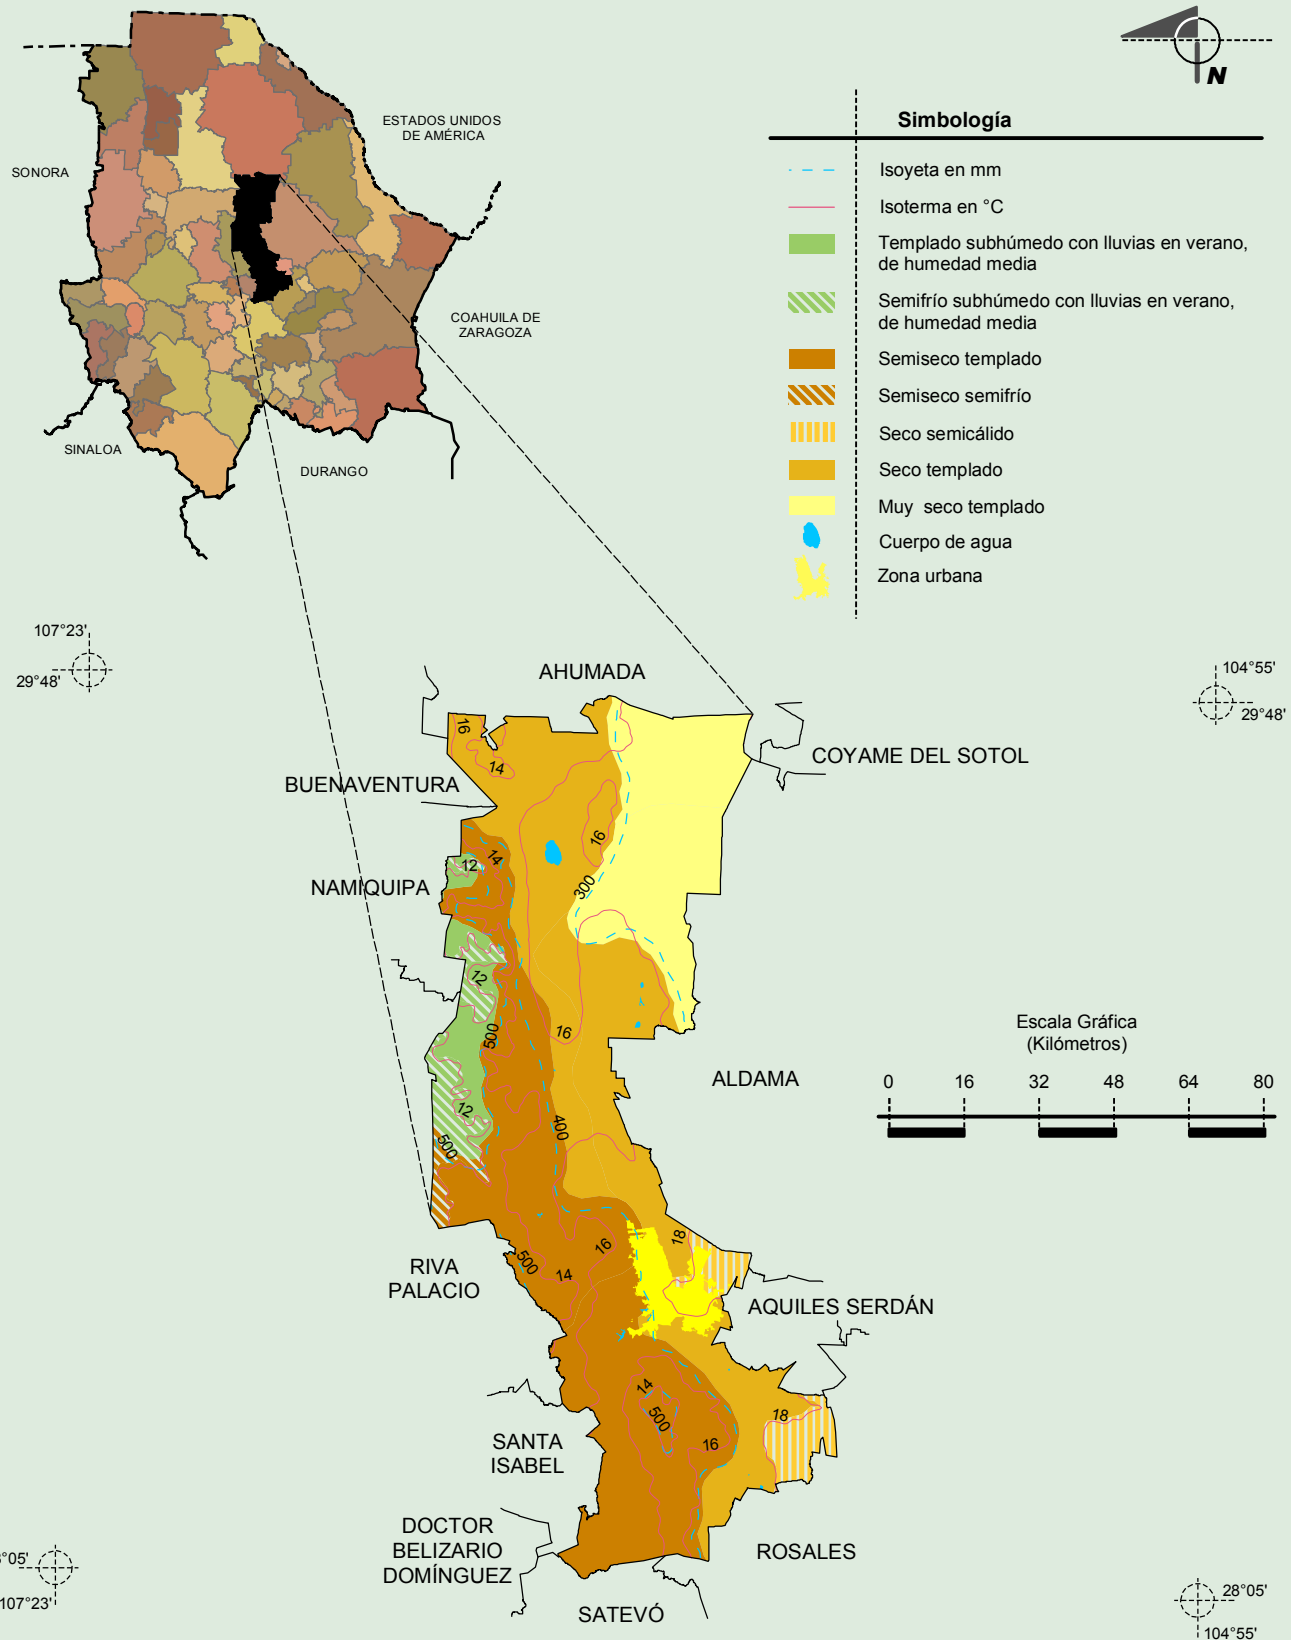 N
ESTADOS UNIDOS
DE AMÉRICA
SONORA
COAHUILA DE
ZARAGOZA
SINALOA
DURANGO
Simbología
Isoyeta en mm
Isoterma en °C
Templado subhúmedo con lluvias en verano,
de humedad media
Semifrío subhúmedo con lluvias en verano,
de humedad media
Semiseco templado
Semiseco semifrío
Seco semicálido
Seco templado
Muy seco templado
Cuerpo de agua
Zona urbana
107°23'
29°48'
104°55'
29°48'
AHUMADA
COYAME DEL SOTOL
BUENAVENTURA
NAMIQUIPA
16
14
16
14
12
300
12
500
16
12
500
400
ALDAMA
Escala Gráfica
(Kilómetros)
0 16 32 48 64 80
RIVA
PALACIO
500
14
16
18
AQUILES SERDÁN
14
500
16
18
SANTA
ISABEL
DOCTOR
BELIZARIO
DOMÍNGUEZ
ROSALES
SATEVÓ
°05'
107°23'
28°05'
104°55'